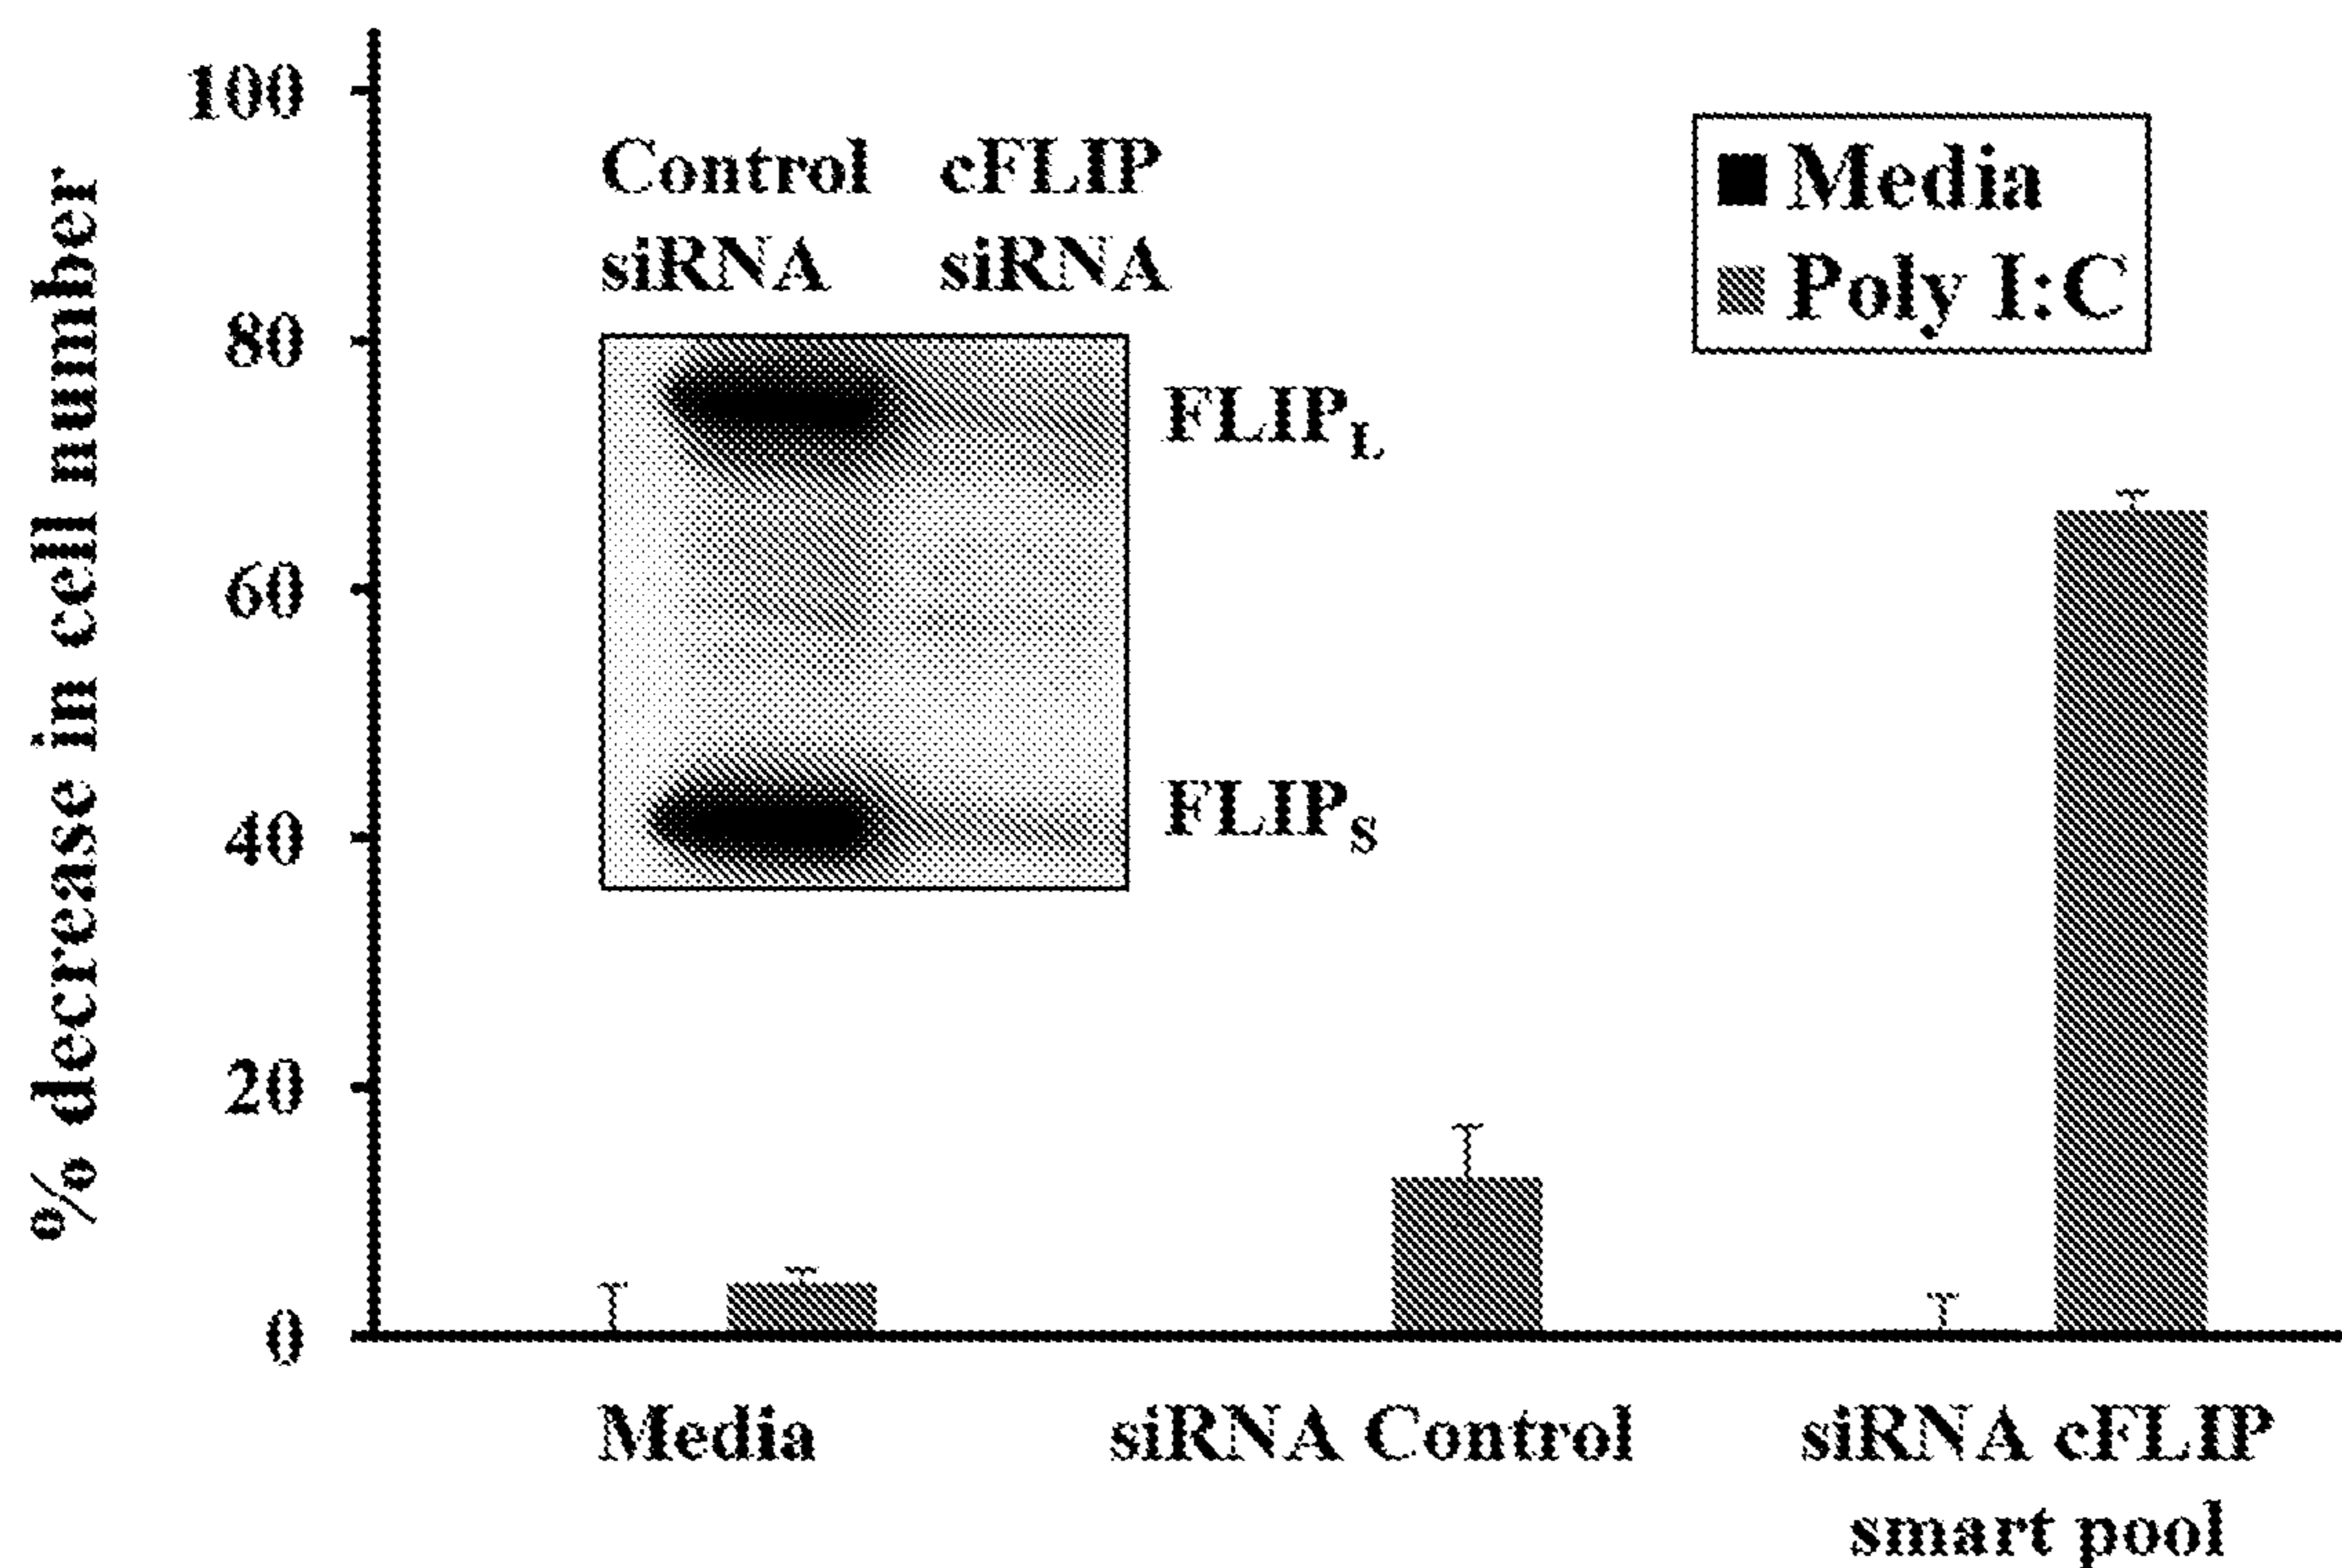 % decrease in cell number
100
80
60
40
20
0
Control cFLIP
siRNA siRNA
FLIPL
FLIPS
Media
Poly I:C
Media
siRNA Control
siRNA cFLIP
smart pool